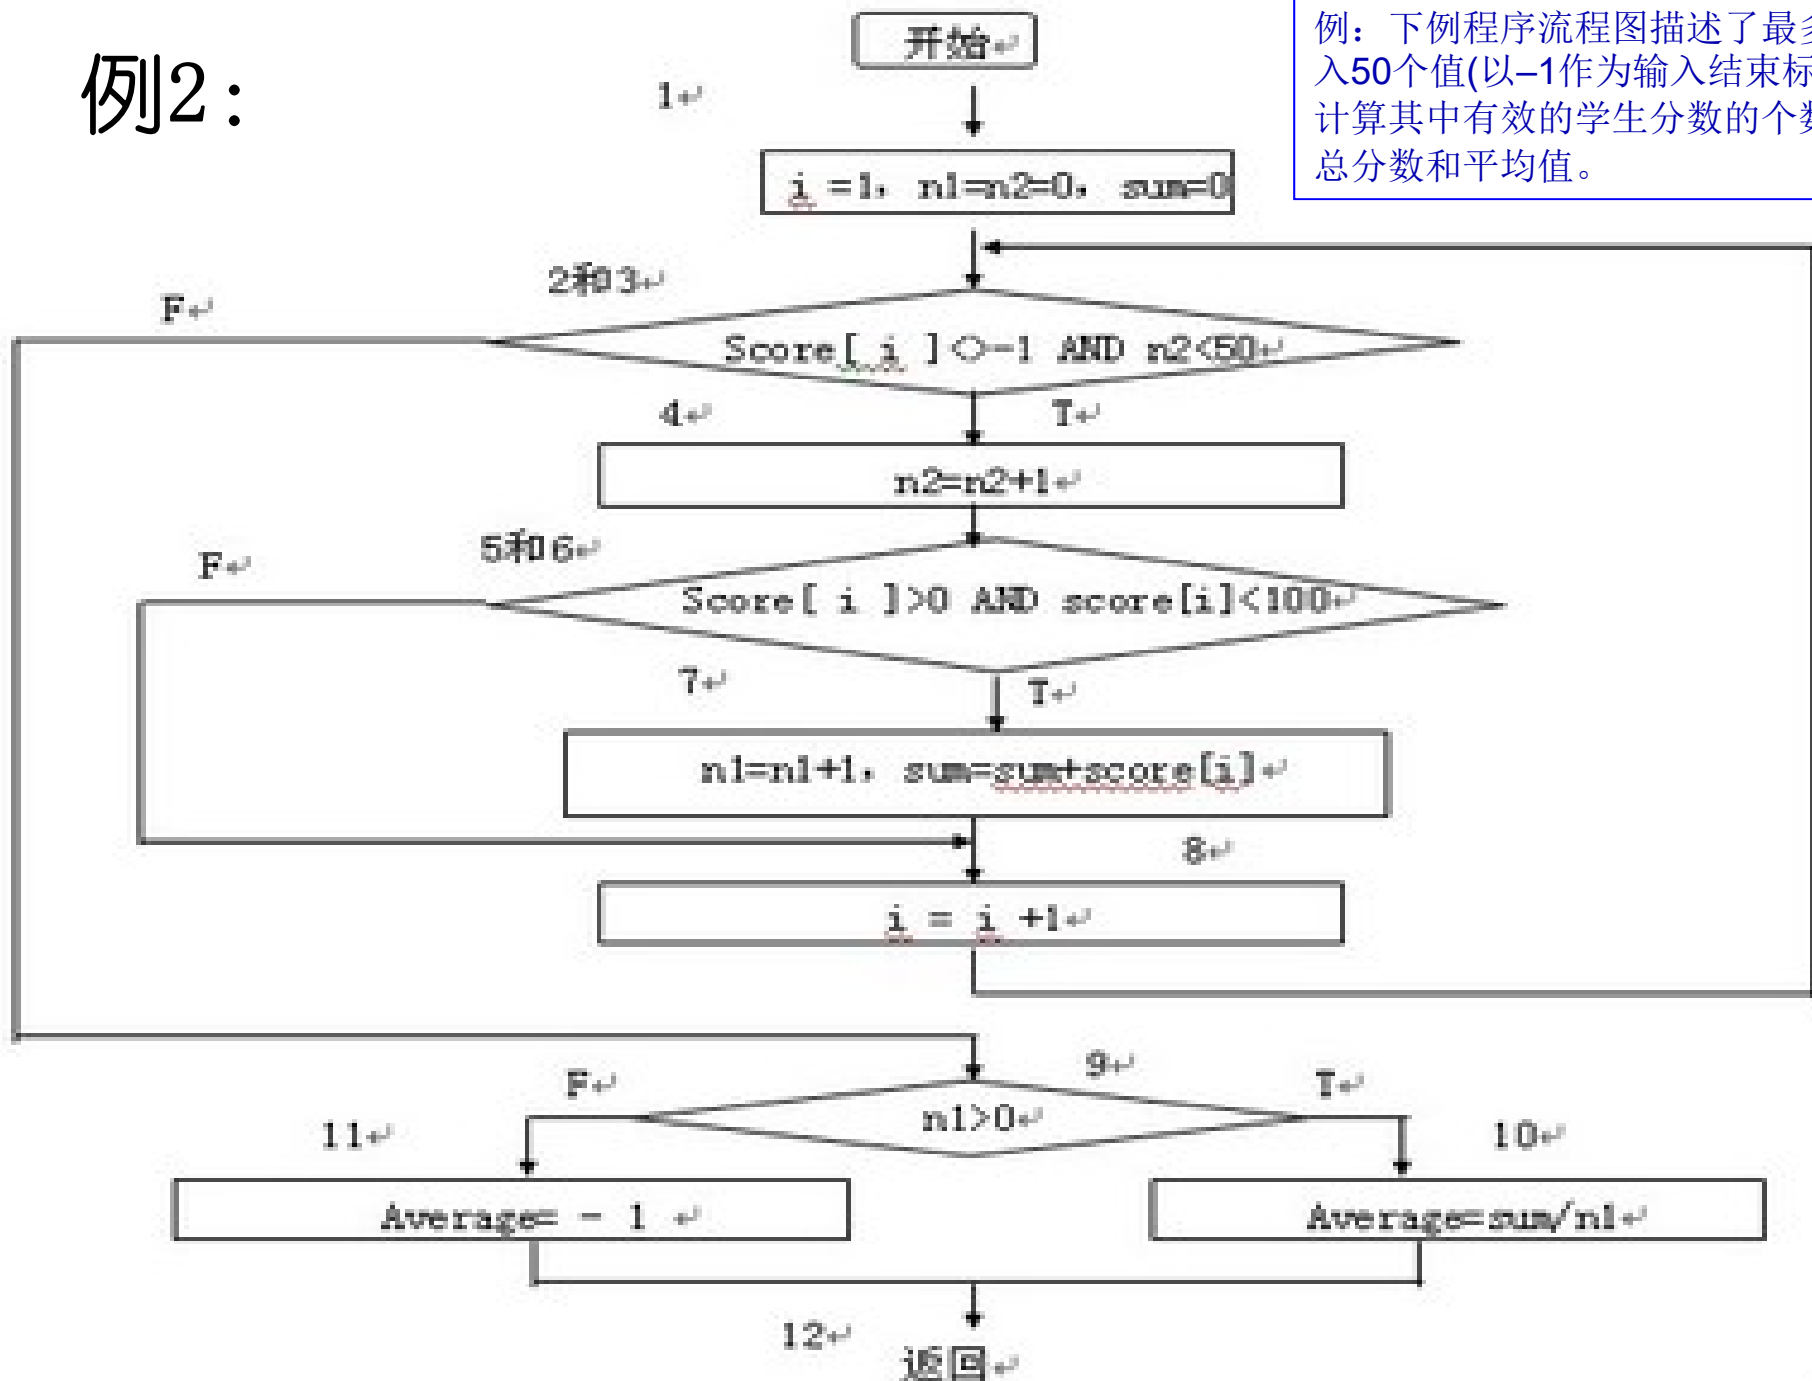 例2:
例：下例程序流程图描述了最多
入50个值(以–1作为输入结束标
计算其中有效的学生分数的个数
总分数和平均值。
开始
1
i =1, n1=n2=0, sum=0
2和3
F
Score[ i ]<>-1 AND n2<50
4
T
n2=n2+1
5和6
F
Score[ i ]>0 AND score[i]<100
7
T
n1=n1+1, sum=sum+score[i]
8
i = i +1
9
F
T
n1>0
11
10
Average= - 1
Average=sum/n1
12
返回